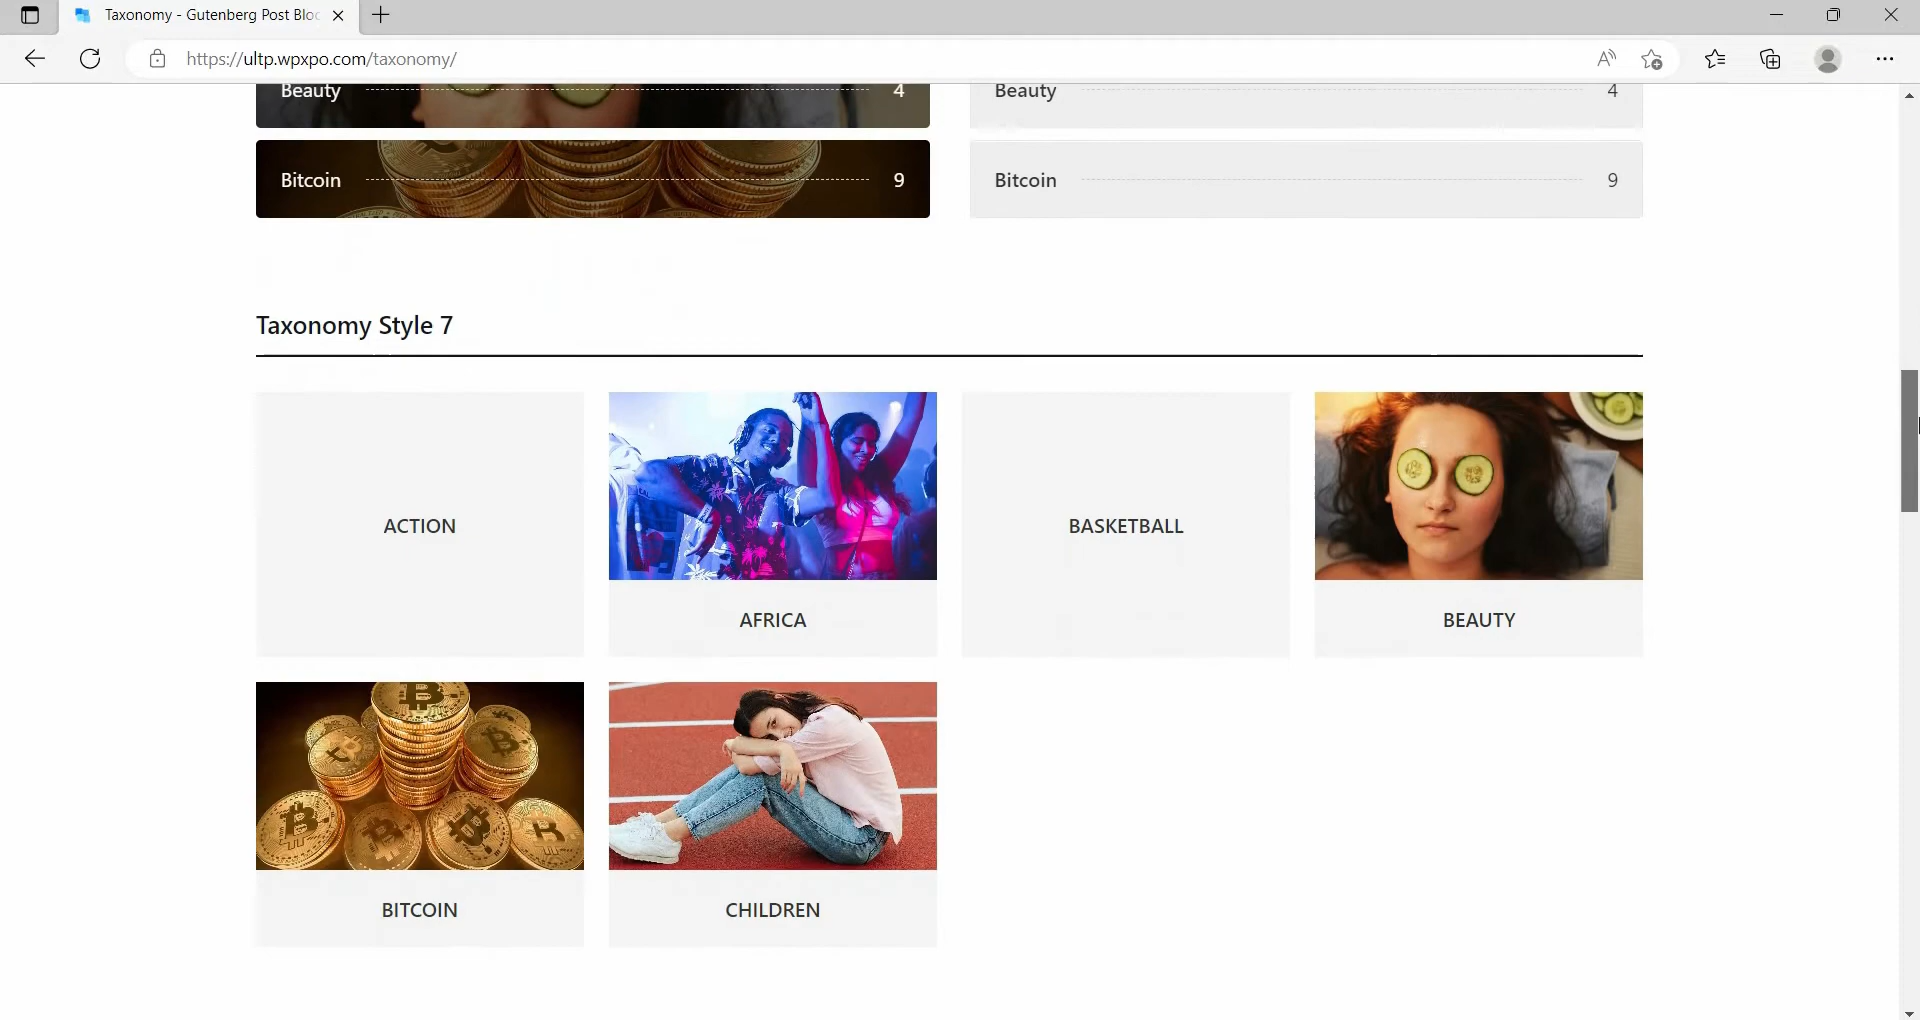 Taxonomy - Gutenberg Post Bloc
https://ultp.wpxpo.com/taxonomy/
Beauty 4
Beauty 4
Bitcoin 9
Bitcoin 9
Taxonomy Style 7
ACTION
AFRICA
BASKETBALL
BEAUTY
BITCOIN
CHILDREN